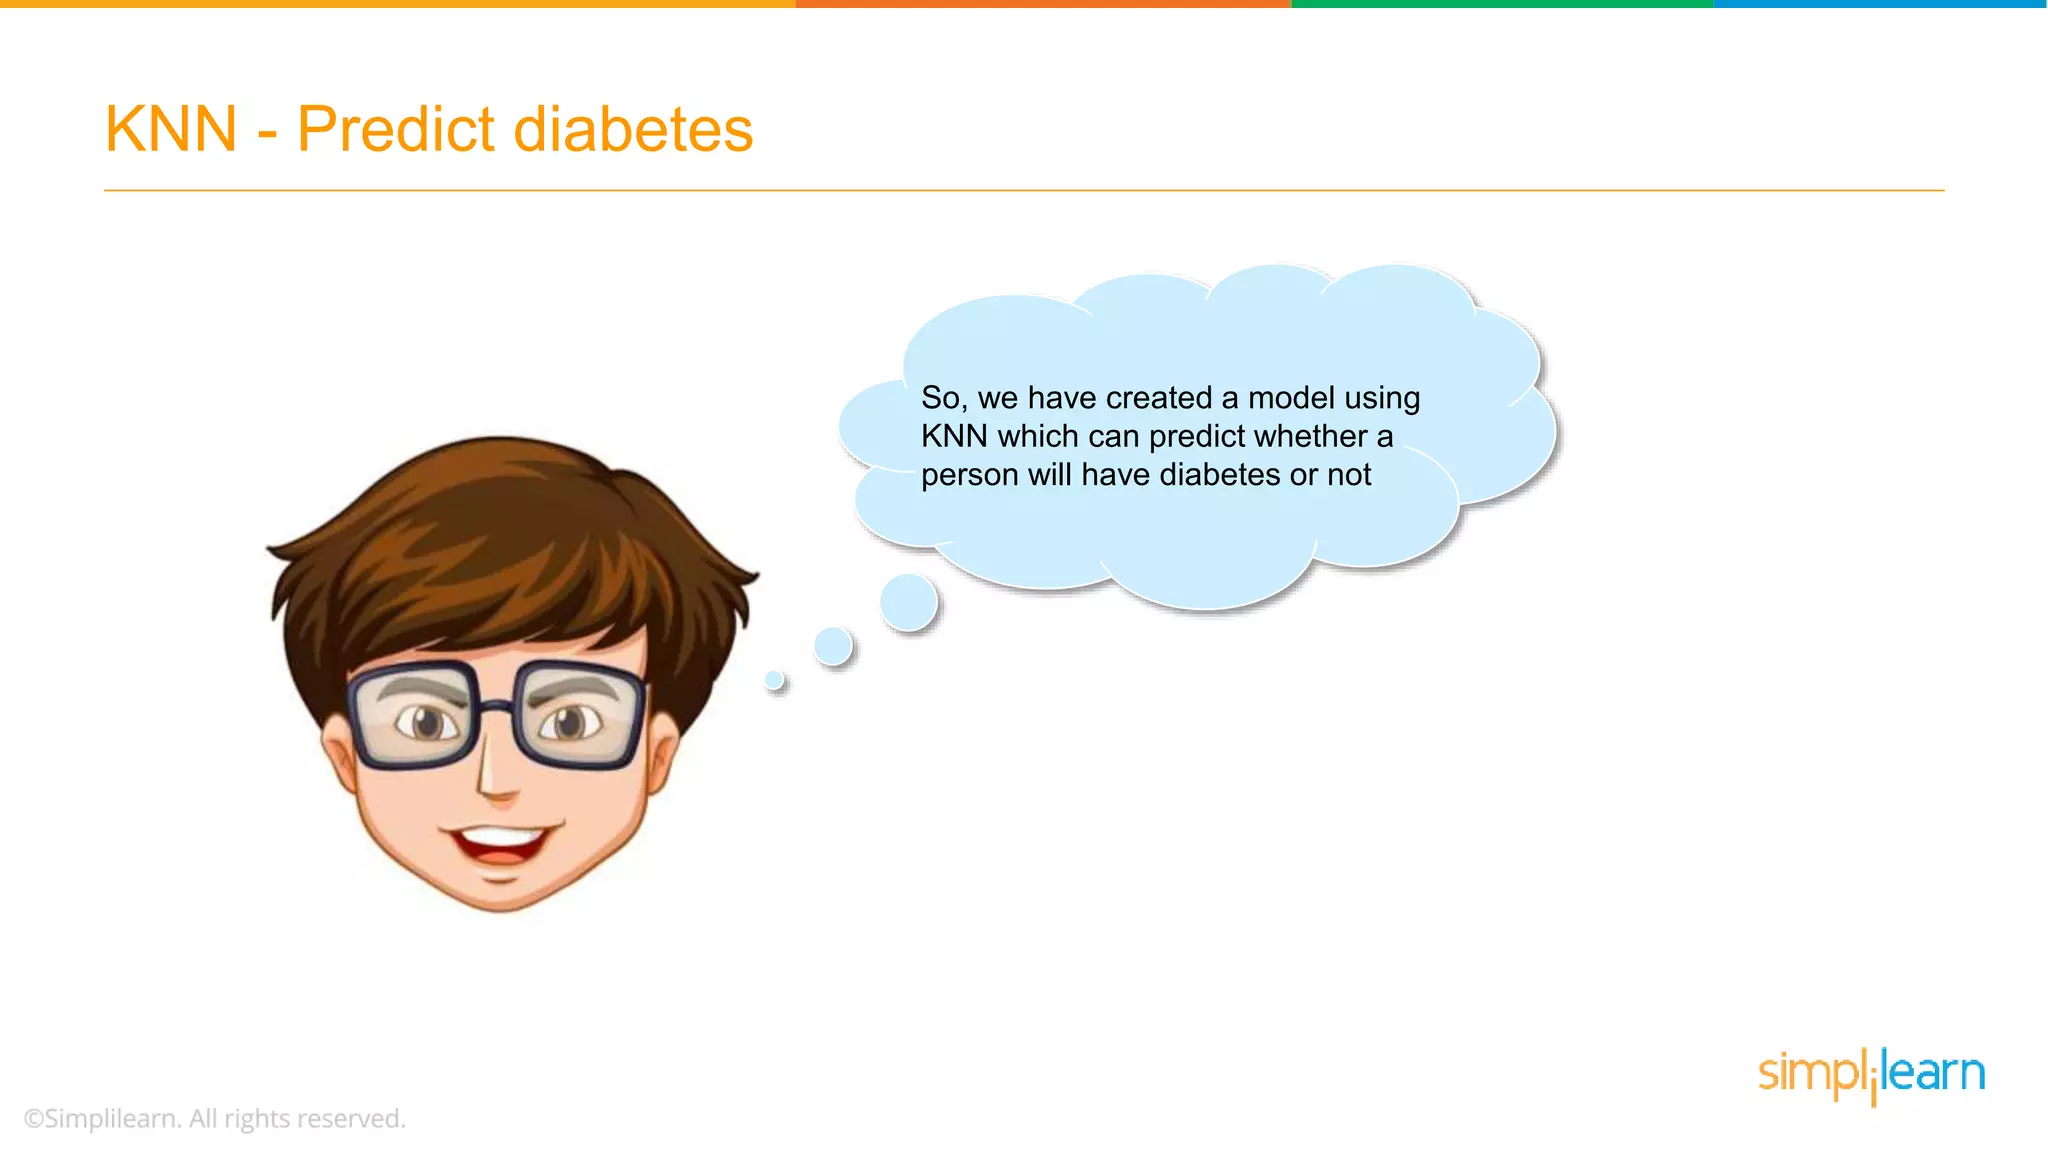 KNN - Predict diabetes
So, we have created a model using
KNN which can predict whether a
person will have diabetes or not
simplilearn
©Simplilearn. All rights reserved.